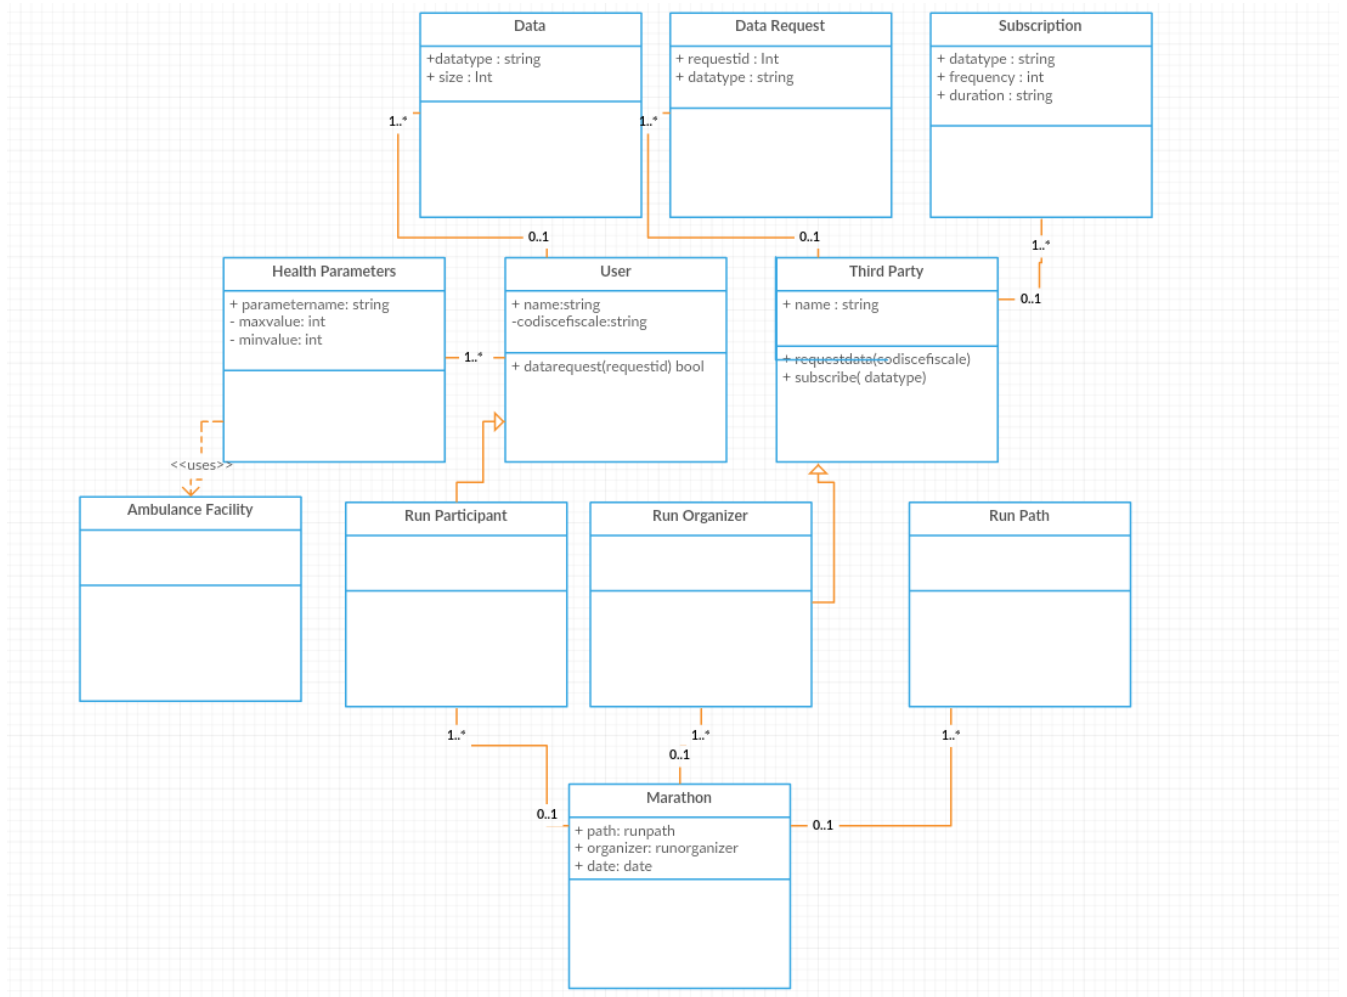 Data
+datatype : string
+ size : Int
Data Request
+ requestid : Int
+ datatype : string
Subscription
+ datatype : string
+ frequency : int
+ duration : string
1..*
1..*
0..1
0..1
1..*
0..1
Health Parameters
+ parametername: string
- maxvalue: int
- minvalue: int
1..*
User
+ name:string
-codiscefiscale:string
+ datarequest(requestid) bool
Third Party
+ name : string
+ requestdata(codiscefiscale)
+ subscribe( datatype)
<<uses>>
Ambulance Facility
Run Participant
Run Organizer
Run Path
1..*
1..*
1..*
0..1
0..1
0..1
Marathon
+ path: runpath
+ organizer: runorganizer
+ date: date